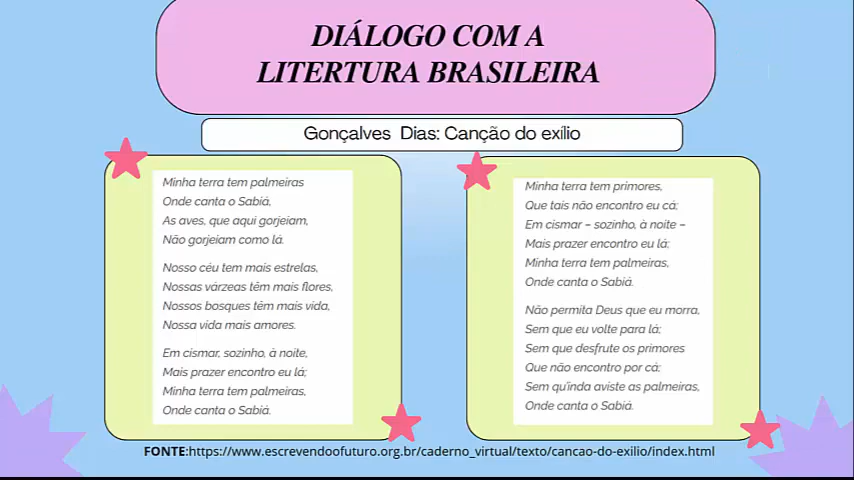 DIÁLOGO COM A
LITERTURA BRASILEIRA
Gonçalves Dias: Canção do exílio
Minha terra tem palmeiras
Onde canta o Sabiá,
As aves, que aqui gorjeiam,
Não gorjeiam como lá.
Nosso céu tem mais estrelas,
Nossas várzeas têm mais flores,
Nossos bosques têm mais vida,
Nossa vida mais amores.
Em cismar, sozinho, à noite,
Mais prazer encontro eu lá;
Minha terra tem palmeiras,
Onde canta o Sabiá.
Minha terra tem primores,
Que tais não encontro eu cá;
Em cismar – sozinho, à noite –
Mais prazer encontro eu lá;
Minha terra tem palmeiras,
Onde canta o Sabiá.
Não permita Deus que eu morra,
Sem que eu volte para lá;
Sem que desfrute os primores
Que não encontro por cá;
Sem qu'inda aviste as palmeiras,
Onde canta o Sabiá.
FONTE:https://www.escrevendoofuturo.org.br/caderno_virtual/texto/cancao-do-exilio/index.html